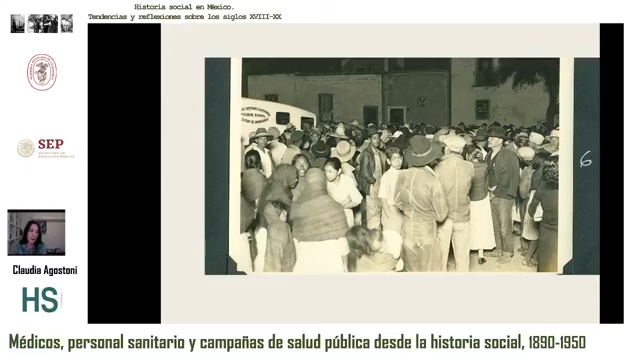 Historia social en México.
Tendencias y reflexiones sobre los siglos XVIII-XX
SEP
6
Claudia Agostoni
HS
Médicos, personal sanitario y campañas de salud pública desde la historia social, 1890-1950